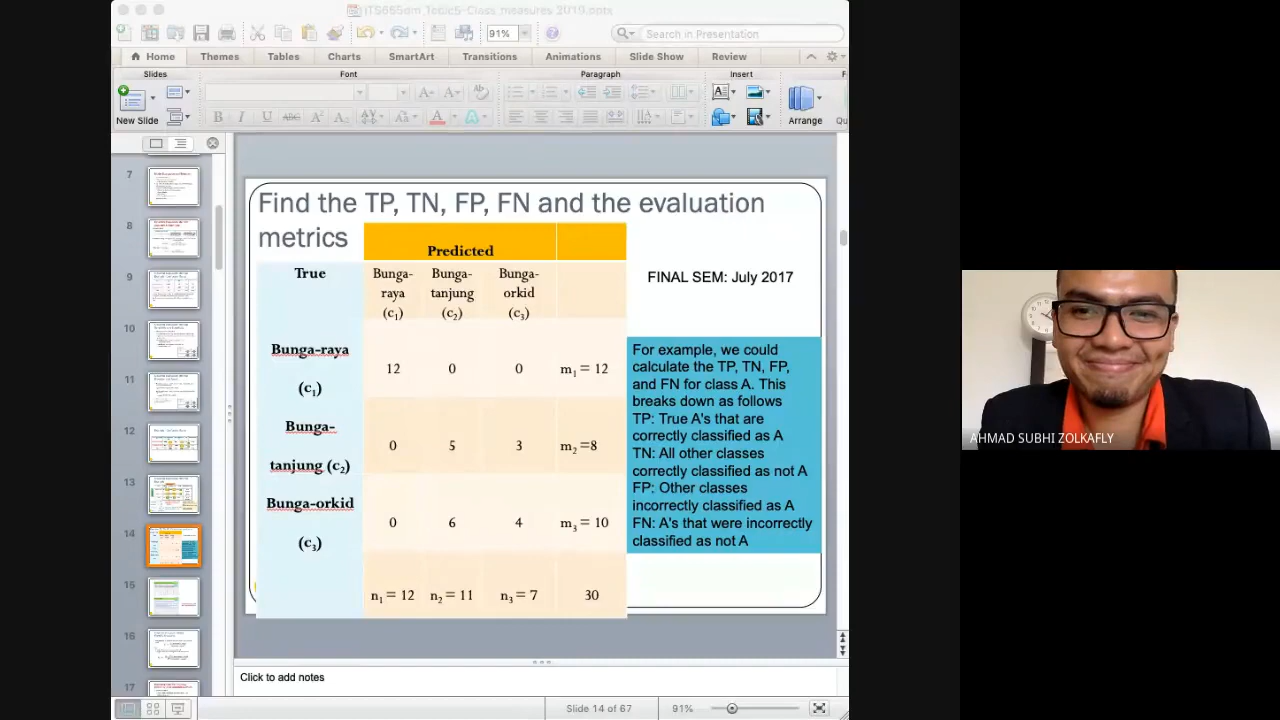 ITS665dm_Topic5-Class_measures 2019.pptx
91%
Search in Presentation
Home
Themes
Tables
Charts
SmartArt
Transitions
Animations
Slide Show
Review
Slides
Font
Paragraph
Insert
New Slide
Arrange
B I U ABC
7
8
9
10
11
12
13
14
15
16
17
Find the TP, TN, FP, FN and the evaluation
metrics
Predicted
True
Bunga-raya (c1)
Bunga-tanjung (c2)
Bunga-orkid (c3)
FINAL SEM: July 2017
Bunga-raya (c1)
12 0 0 m1 = 12
Bunga-tanjung (c2)
0 5 3 m2 =8
Bunga-orkid (c3)
0 6 4 m3 = 10
n1 = 12 n2 = 11 n3 = 7 30
For example, we could
calculate the TP, TN, FP,
and FN for class A. This
breaks down as follows
TP: True A's that are
correctly classified as A
TN: All other classes
correctly classified as not A
FP: Other classes
incorrectly classified as A
FN: A's that were incorrectly
classified as not A
Click to add notes
Slide 14 of 67
91%
AHMAD SUBHI ZOLKAFLY